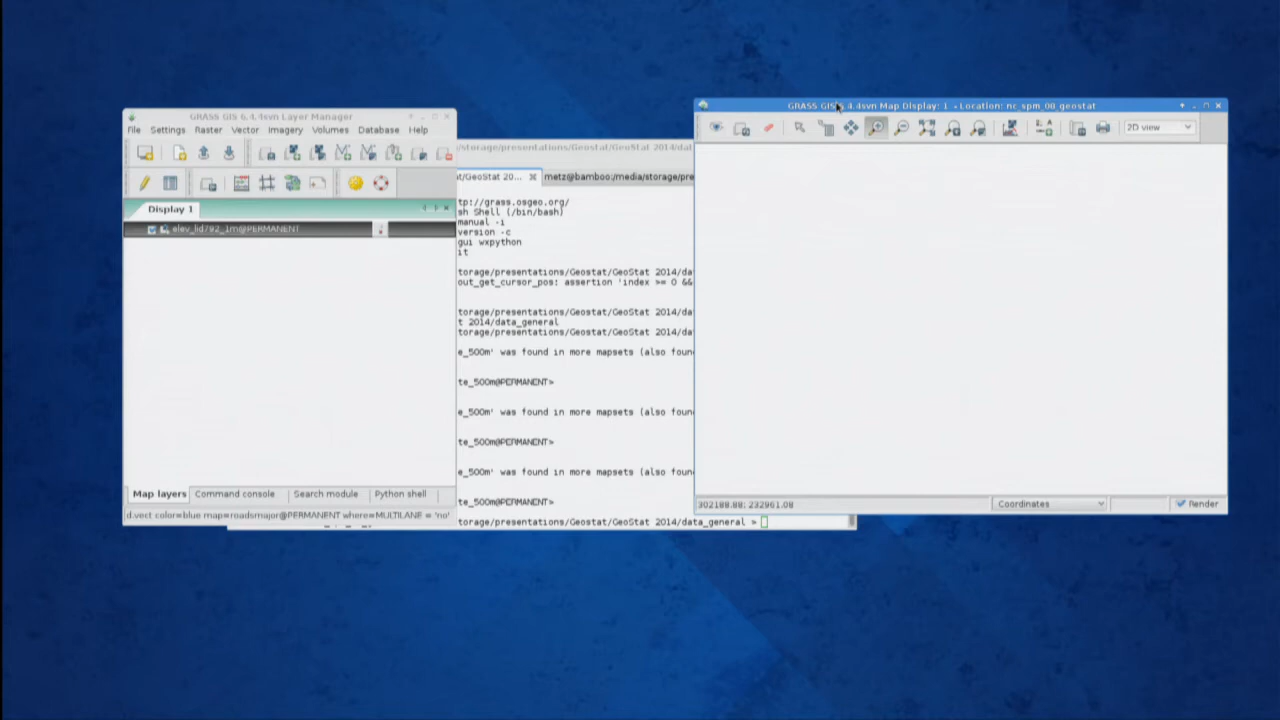 GRASS GIS 6.4.4svn Layer Manager
File Settings Raster Vector Imagery Volumes Database Help
Display 1
elev_lid792_1m@PERMANENT
Map layers Command console Search module Python shell
d.vect color=blue map=roadsmajor@PERMANENT where=MULTILANE = 'no'
/storage/presentations/Geostat/GeoStat 2014/dat
t/GeoStat 20... metz@bamboo:/media/storage/pre
tp://grass.osgeo.org/
sh Shell (/bin/bash)
manual -i
version -c
gui wxpython
it
torage/presentations/Geostat/GeoStat 2014/da
out_get_cursor_pos: assertion 'index >= 0 &&
torage/presentations/Geostat/GeoStat 2014/da
t 2014/data_general
torage/presentations/Geostat/GeoStat 2014/da
e_500m' was found in more mapsets (also foun
te_500m@PERMANENT>
e_500m' was found in more mapsets (also foun
te_500m@PERMANENT>
e_500m' was found in more mapsets (also foun
te_500m@PERMANENT>
torage/presentations/Geostat/GeoStat 2014/data_general >
GRASS GIS 6.4.4svn Map Display: 1 - Location: nc_spm_08_geostat
2D view
302188.88; 232961.08
Coordinates
Render